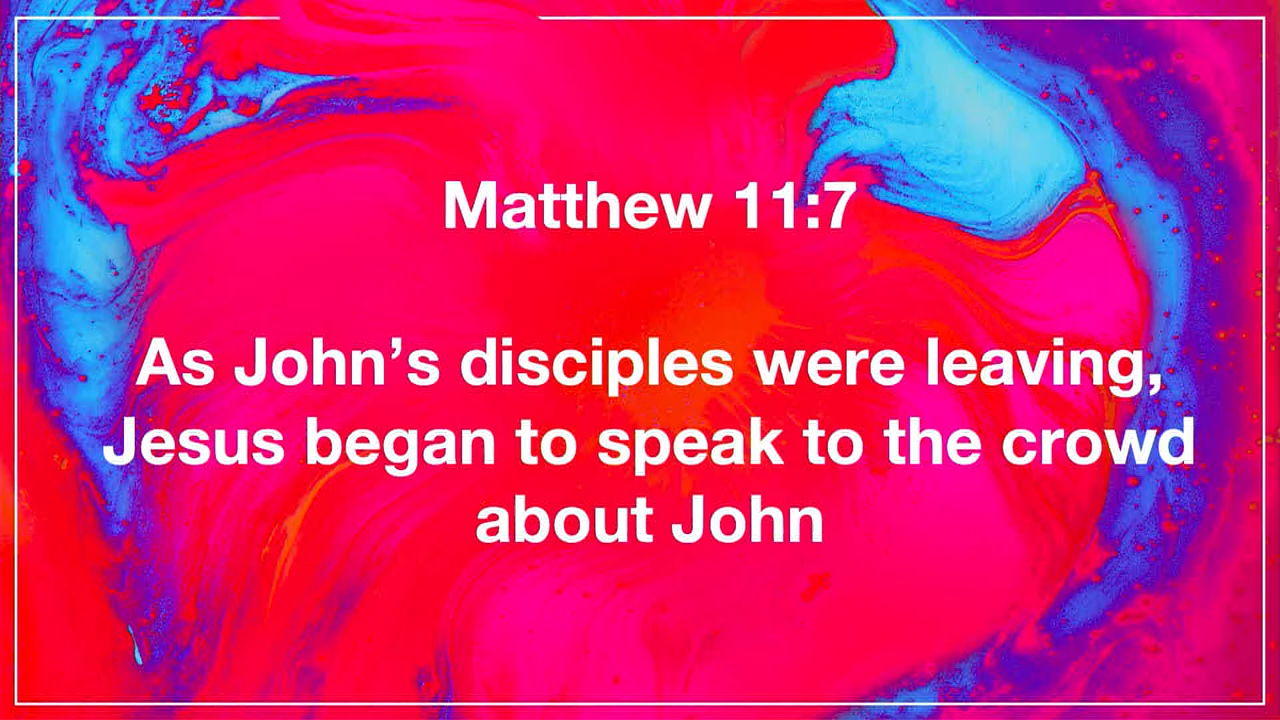 Matthew 11:7
As John’s disciples were leaving,
Jesus began to speak to the crowd
about John